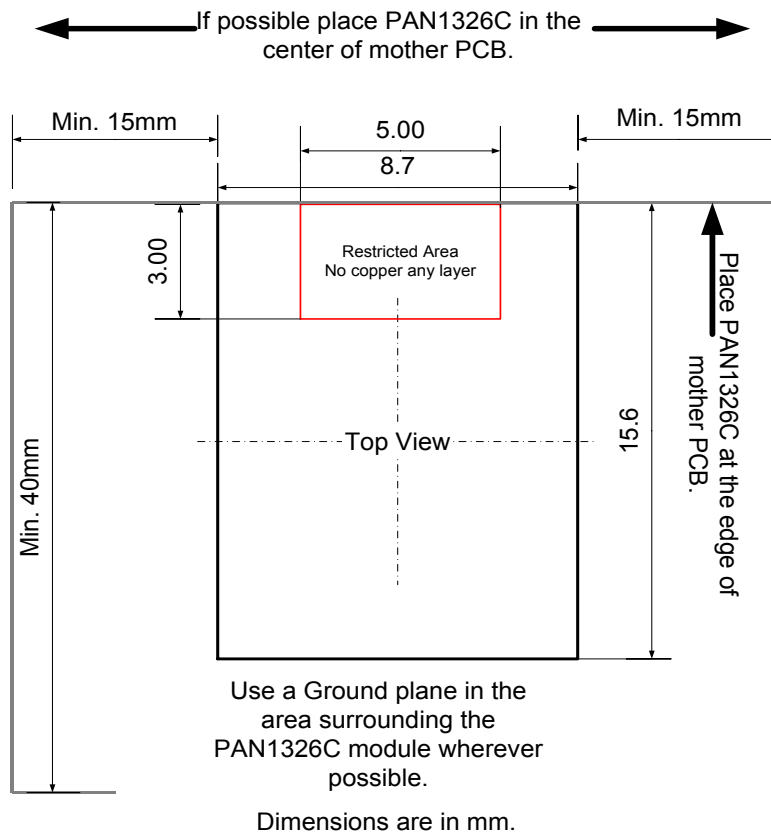 If possible place PAN1326C in the
center of mother PCB.
Min. 15mm
5.00
Min. 15mm
8.7
3.00
Restricted Area
No copper any layer
Place PAN1326C at the edge of
mother PCB.
Top View
15.6
Min. 40mm
Use a Ground plane in the
area surrounding the
PAN1326C module wherever
possible.
Dimensions are in mm.